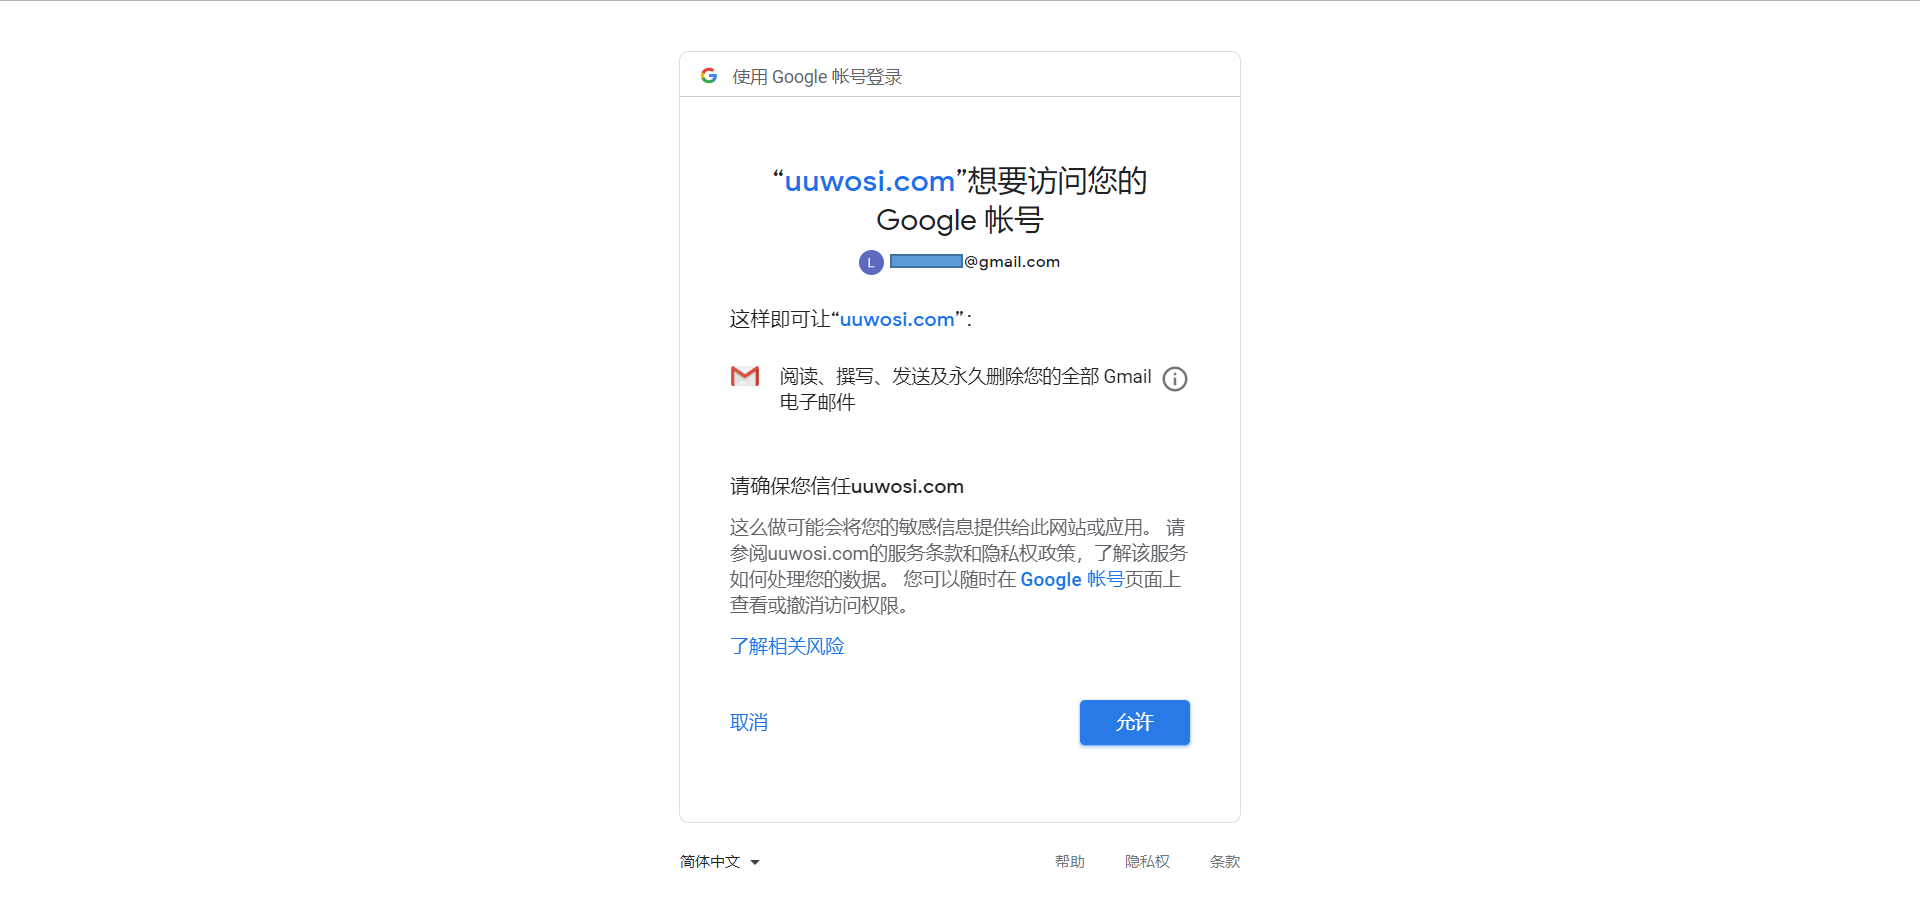 使用 Google 帐号登录
“uuwosi.com”想要访问您的
Google 帐号
L @gmail.com
这样即可让“uuwosi.com”：
阅读、撰写、发送及永久删除您的全部 Gmail
电子邮件
请确保您信任uuwosi.com
这么做可能会将您的敏感信息提供给此网站或应用。 请
参阅uuwosi.com的服务条款和隐私权政策，了解该服务
如何处理您的数据。 您可以随时在 Google 帐号页面上
查看或撤消访问权限。
了解相关风险
取消 允许
简体中文 帮助 隐私权 条款